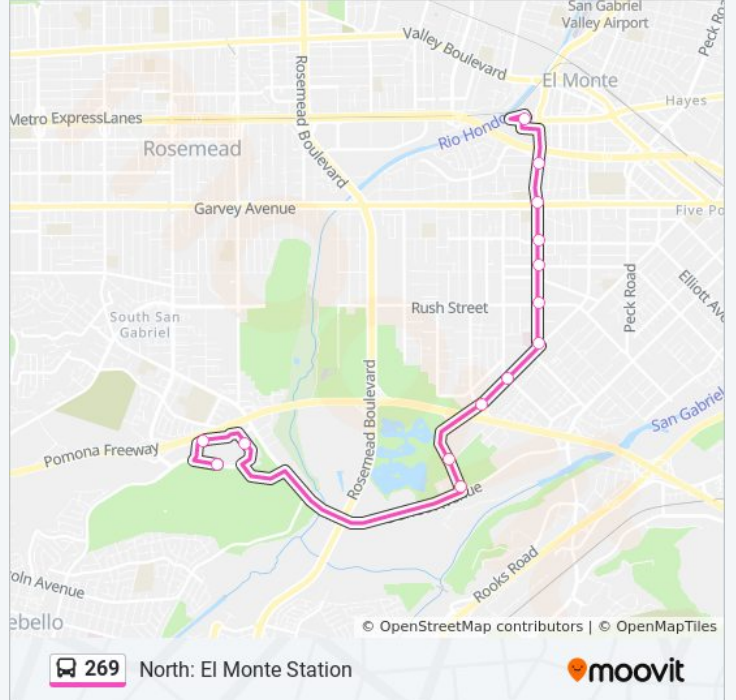 San Gabriel
Valley Airport
Peck Ro
Valley Boulevard
El Monte
Hayes
Rosemead Boulevard
Metro ExpressLanes
Rio Hondo
Rosemead
Garvey Avenue
Five Po
Rush Street
Peck Road
Elliott Ave
South San
Gabriel
Rosemead Boulevard
San Gabriel
Pomona Freeway
ue
Rooks Road
oln Avenue
ebello
© OpenStreetMap contributors | © OpenMapTiles
269 North: El Monte Station
moovit